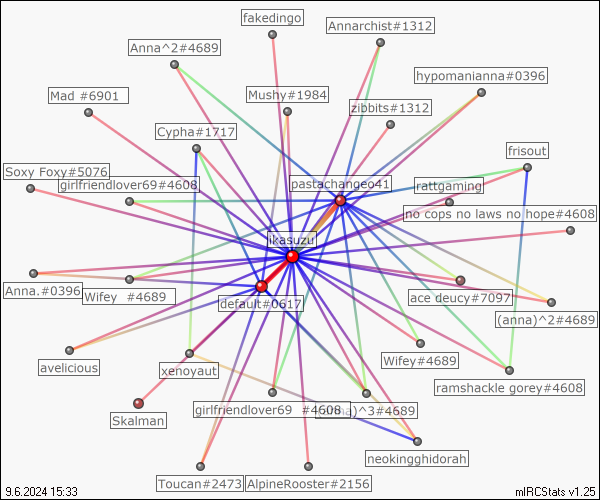 fakedingo
Annarchist#1312
Anna^2#4689
hypomanianna#0396
Mad #6901
Mushy#1984
zibbits#1312
Cypha#1717
frisout
Soxy Foxy#5076
girlfriendlover69#4608
pastachangeo41
rattgaming
no cops no laws no hope#4608
ikasuzu
Anna.#0396
Wifey #4689
default#0617
ace deucy#7097
(anna)^2#4689
avelicious
xenoyaut
Wifey#4689
ramshackle gorey#4608
Skalman
girlfriendlover69 #4608
)^3#4689
neokingghidorah
Toucan#2473
AlpineRooster#2156
9.6.2024 15:33
mIRCStats v1.25